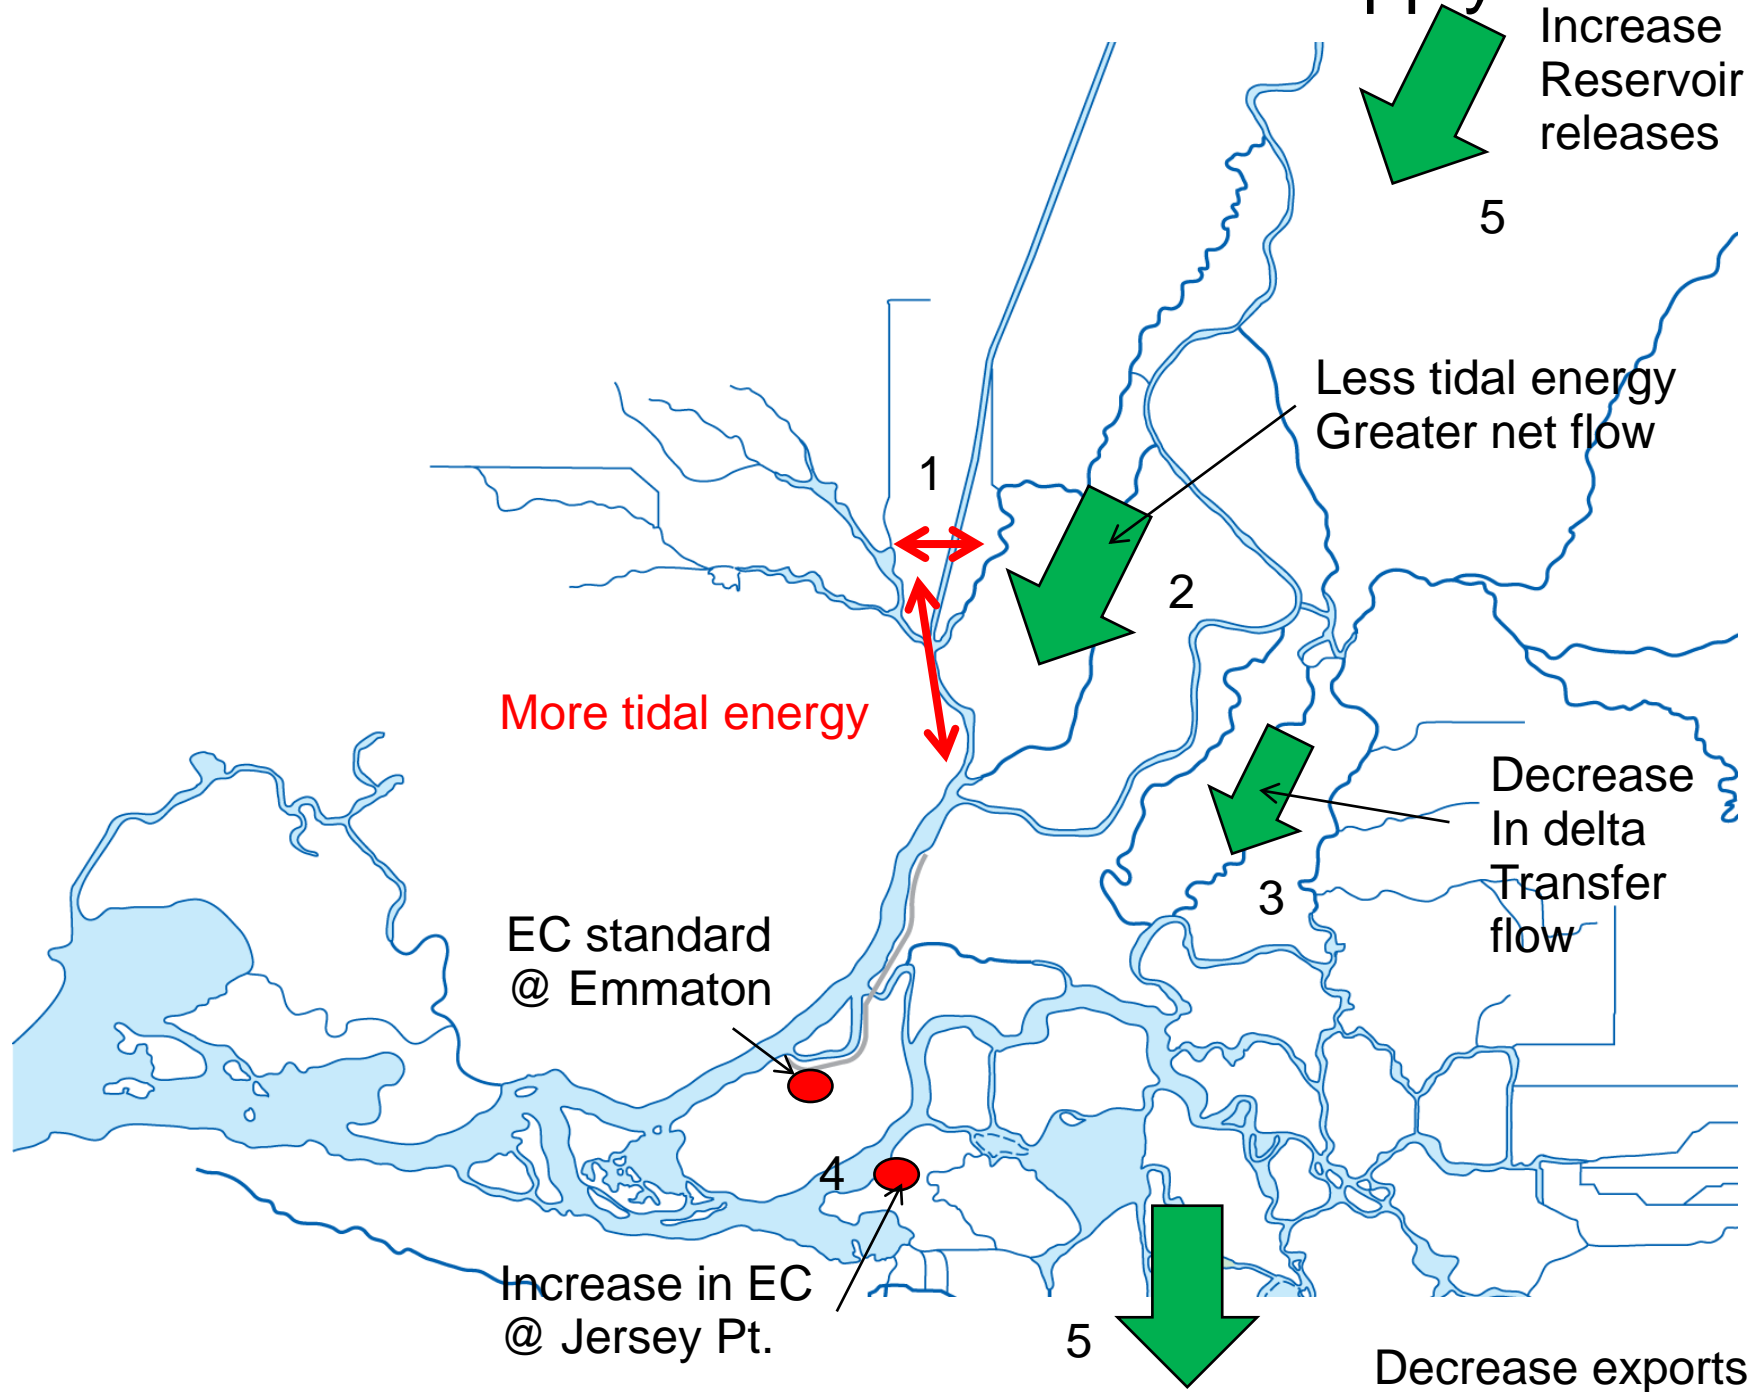 Increase
Reservoir
releases
5
Less tidal energy
Greater net flow
1
2
More tidal energy
Decrease
In delta
Transfer
flow
3
EC standard
@ Emmaton
4
Increase in EC
@ Jersey Pt.
5
Decrease exports